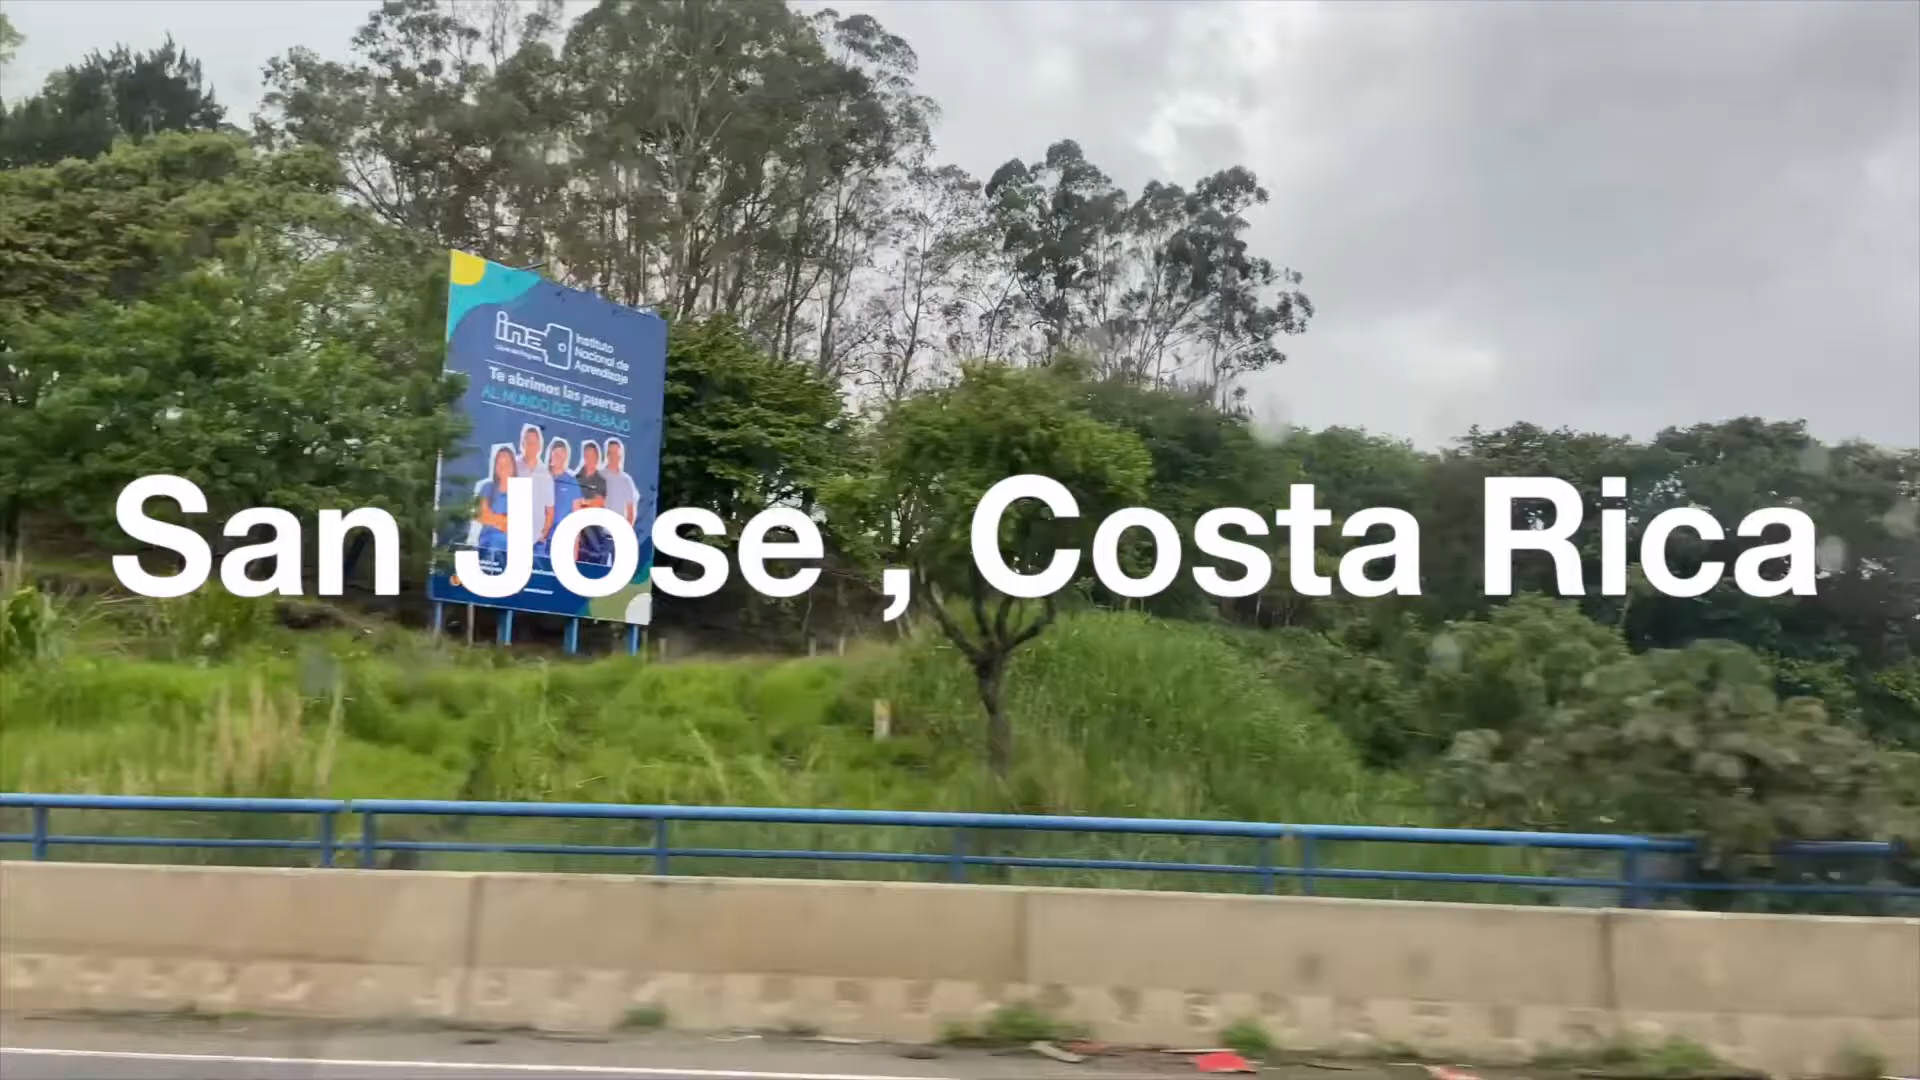 ina
Instituto
Nacional de
Aprendizaje
Te abrimos las puertas
AL MUNDO DEL TRABAJO
San Jose , Costa Rica